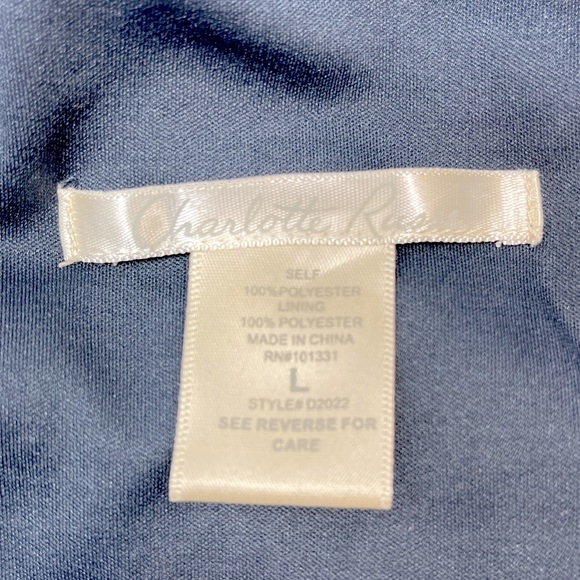 Charlotte Russe
SELF
100%POLYESTER
LINING
100% POLYESTER
MADE IN CHINA
RN#101331
L
STYLE# D2022
SEE REVERSE FOR
CARE